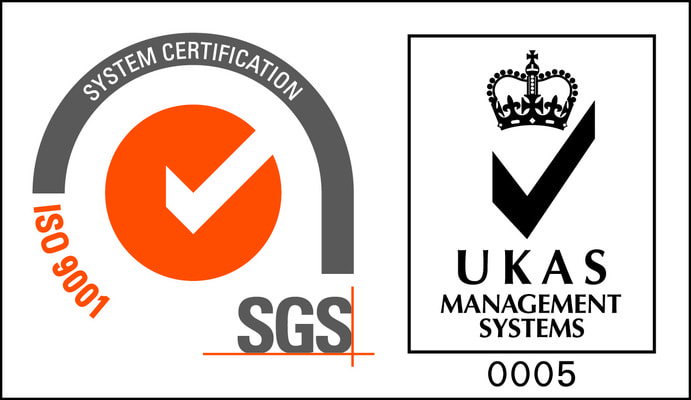 SYSTEM CERTIFICATION
ISO 9001
SGS
UKAS
MANAGEMENT
SYSTEMS
0005